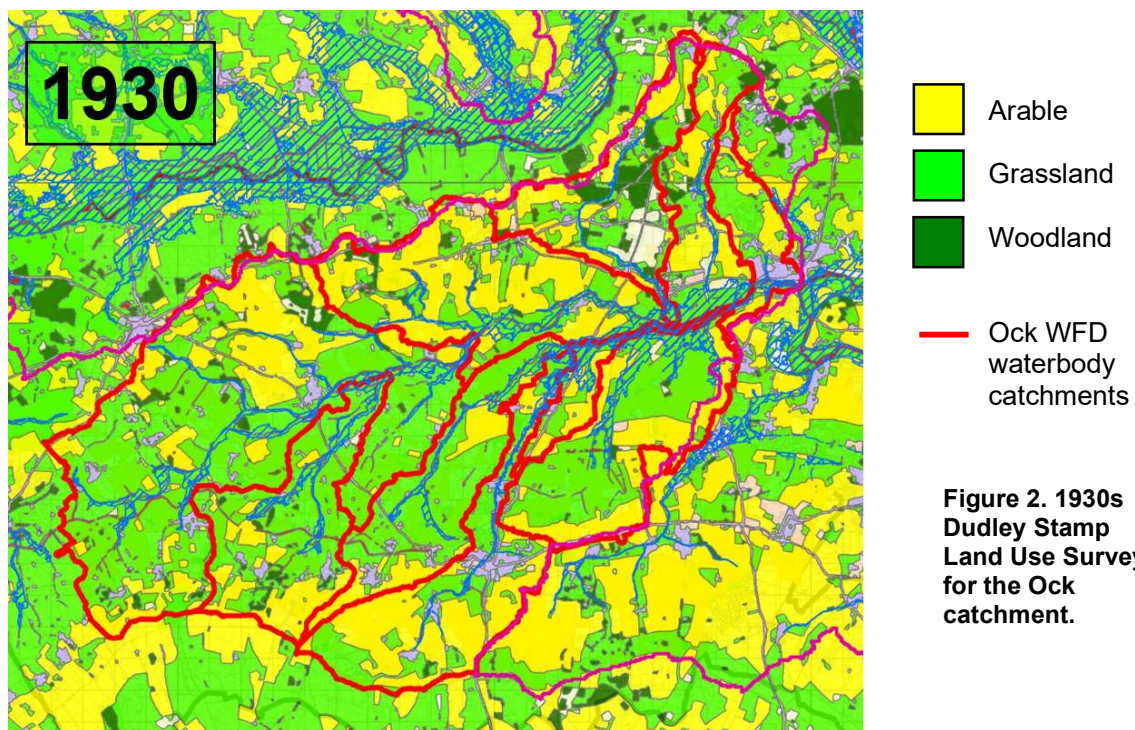 1930
Arable
Grassland
Woodland
Ock WFD
waterbody
catchments
Figure 2. 1930s
Dudley Stamp
Land Use Survey
for the Ock
catchment.